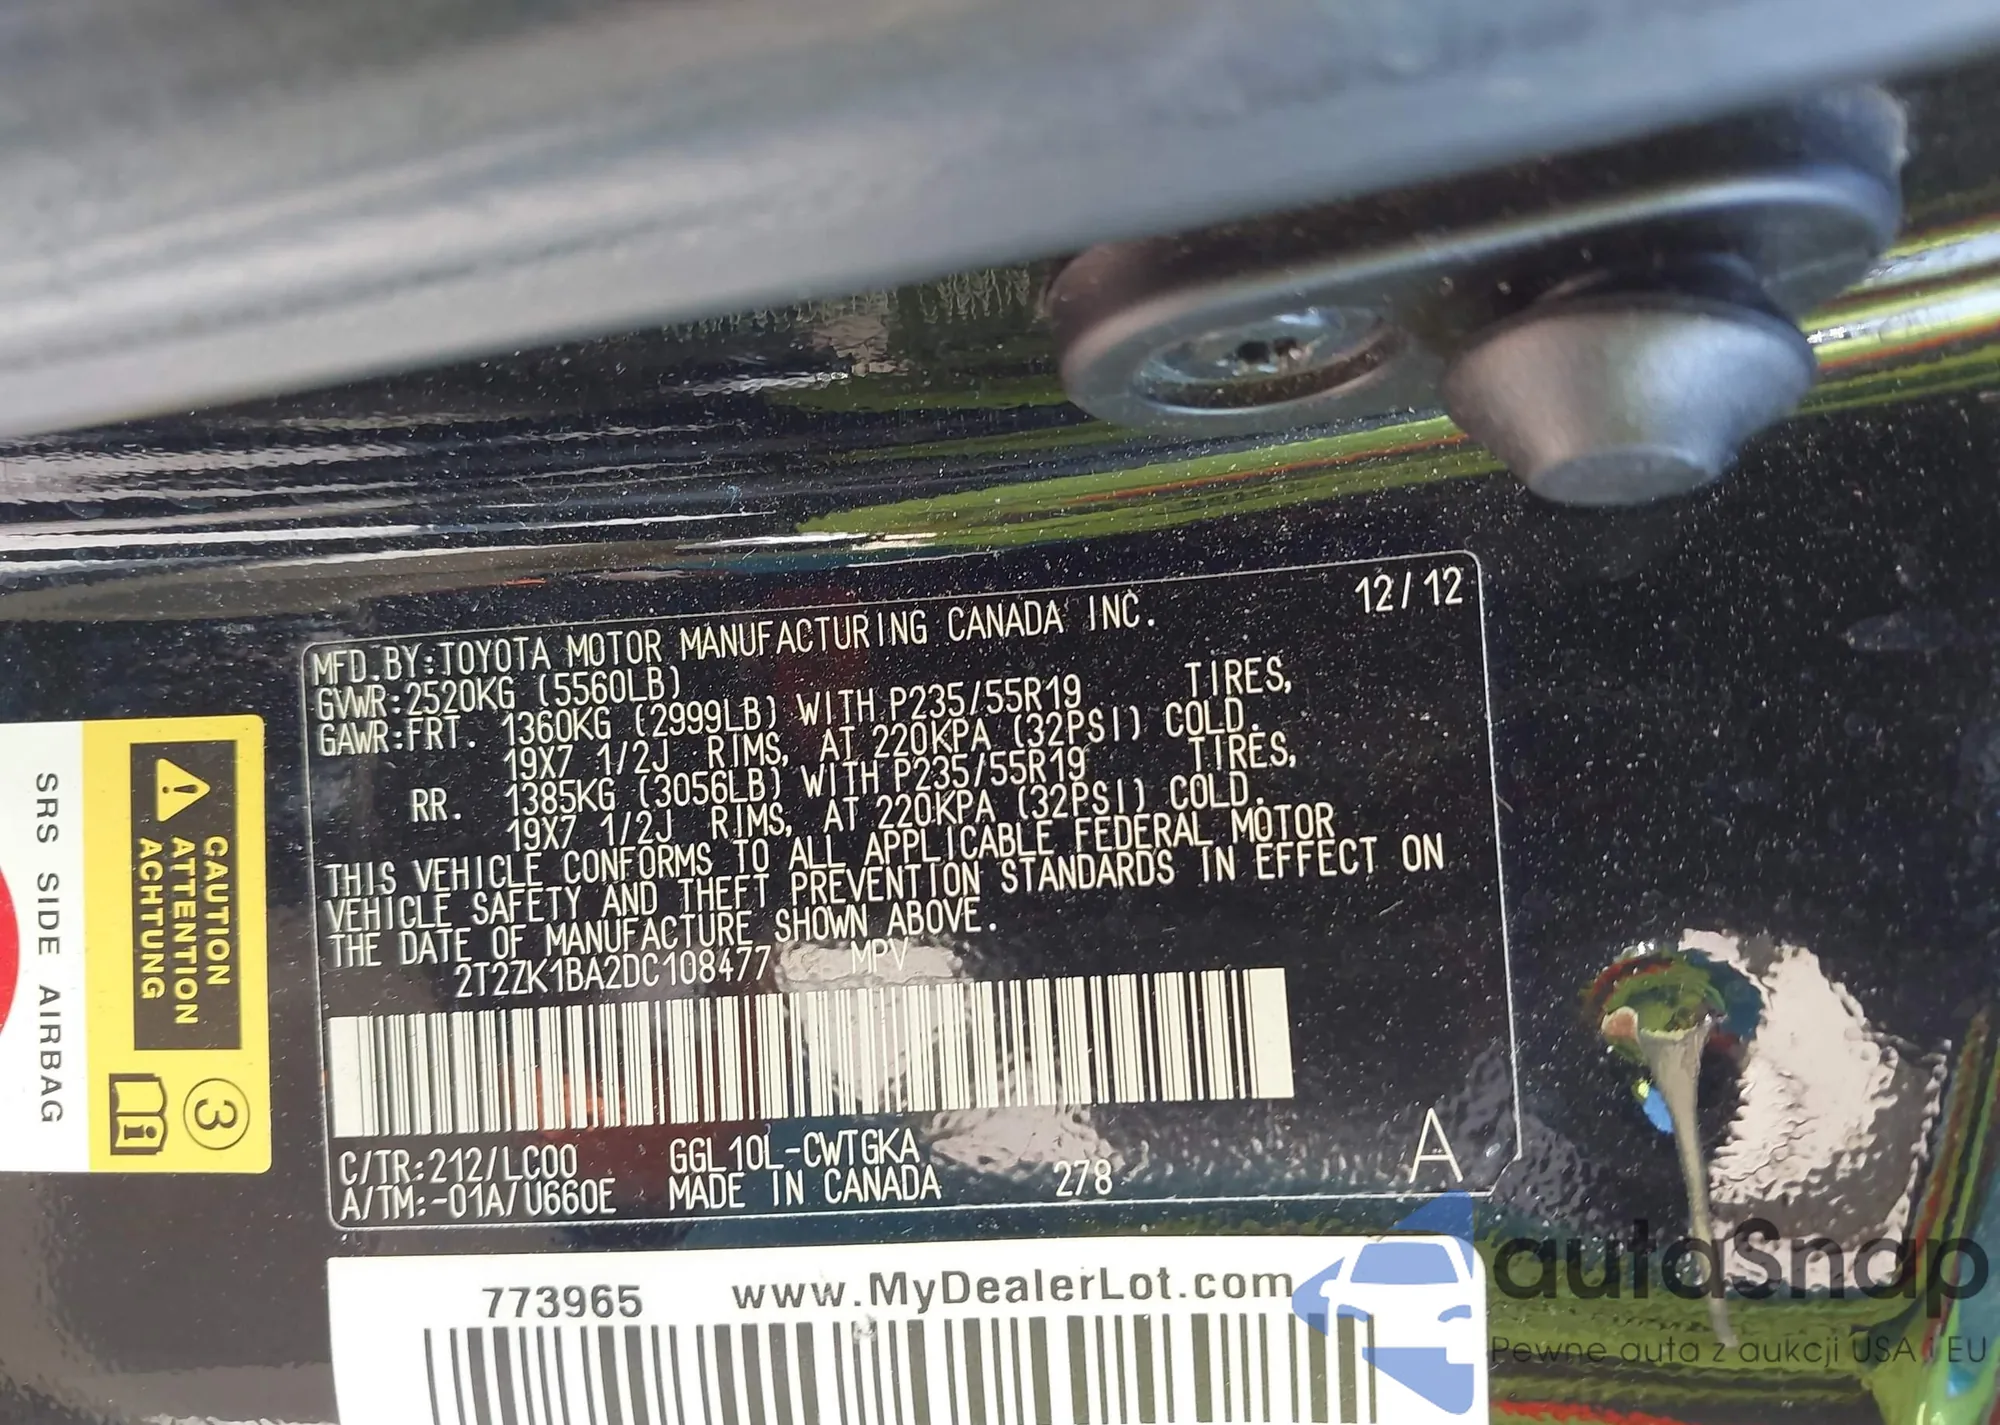 MFD.BY:TOYOTA MOTOR MANUFACTURING CANADA INC. 12/12
GVWR:2520KG (5560LB)
GAWR:FRT. 1360KG (2999LB) WITH P235/55R19 TIRES,
19X7 1/2J RIMS, AT 220KPA (32PSI) COLD.
RR. 1385KG (3056LB) WITH P235/55R19 TIRES,
19X7 1/2J RIMS, AT 220KPA (32PSI) COLD.
THIS VEHICLE CONFORMS TO ALL APPLICABLE FEDERAL MOTOR
VEHICLE SAFETY AND THEFT PREVENTION STANDARDS IN EFFECT ON
THE DATE OF MANUFACTURE SHOWN ABOVE.
2T2ZK1BA2DC108477 MPV
C/TR:212/LC00 GGL10L-CWTGKA
A/TM:-01A/U660E MADE IN CANADA 278 A
CAUTION
ATTENTION
ACHTUNG
3
SRS SIDE AIRBAG
773965 www.MyDealerLot.com
autasnap
Pewne auta z aukcji USA i EU